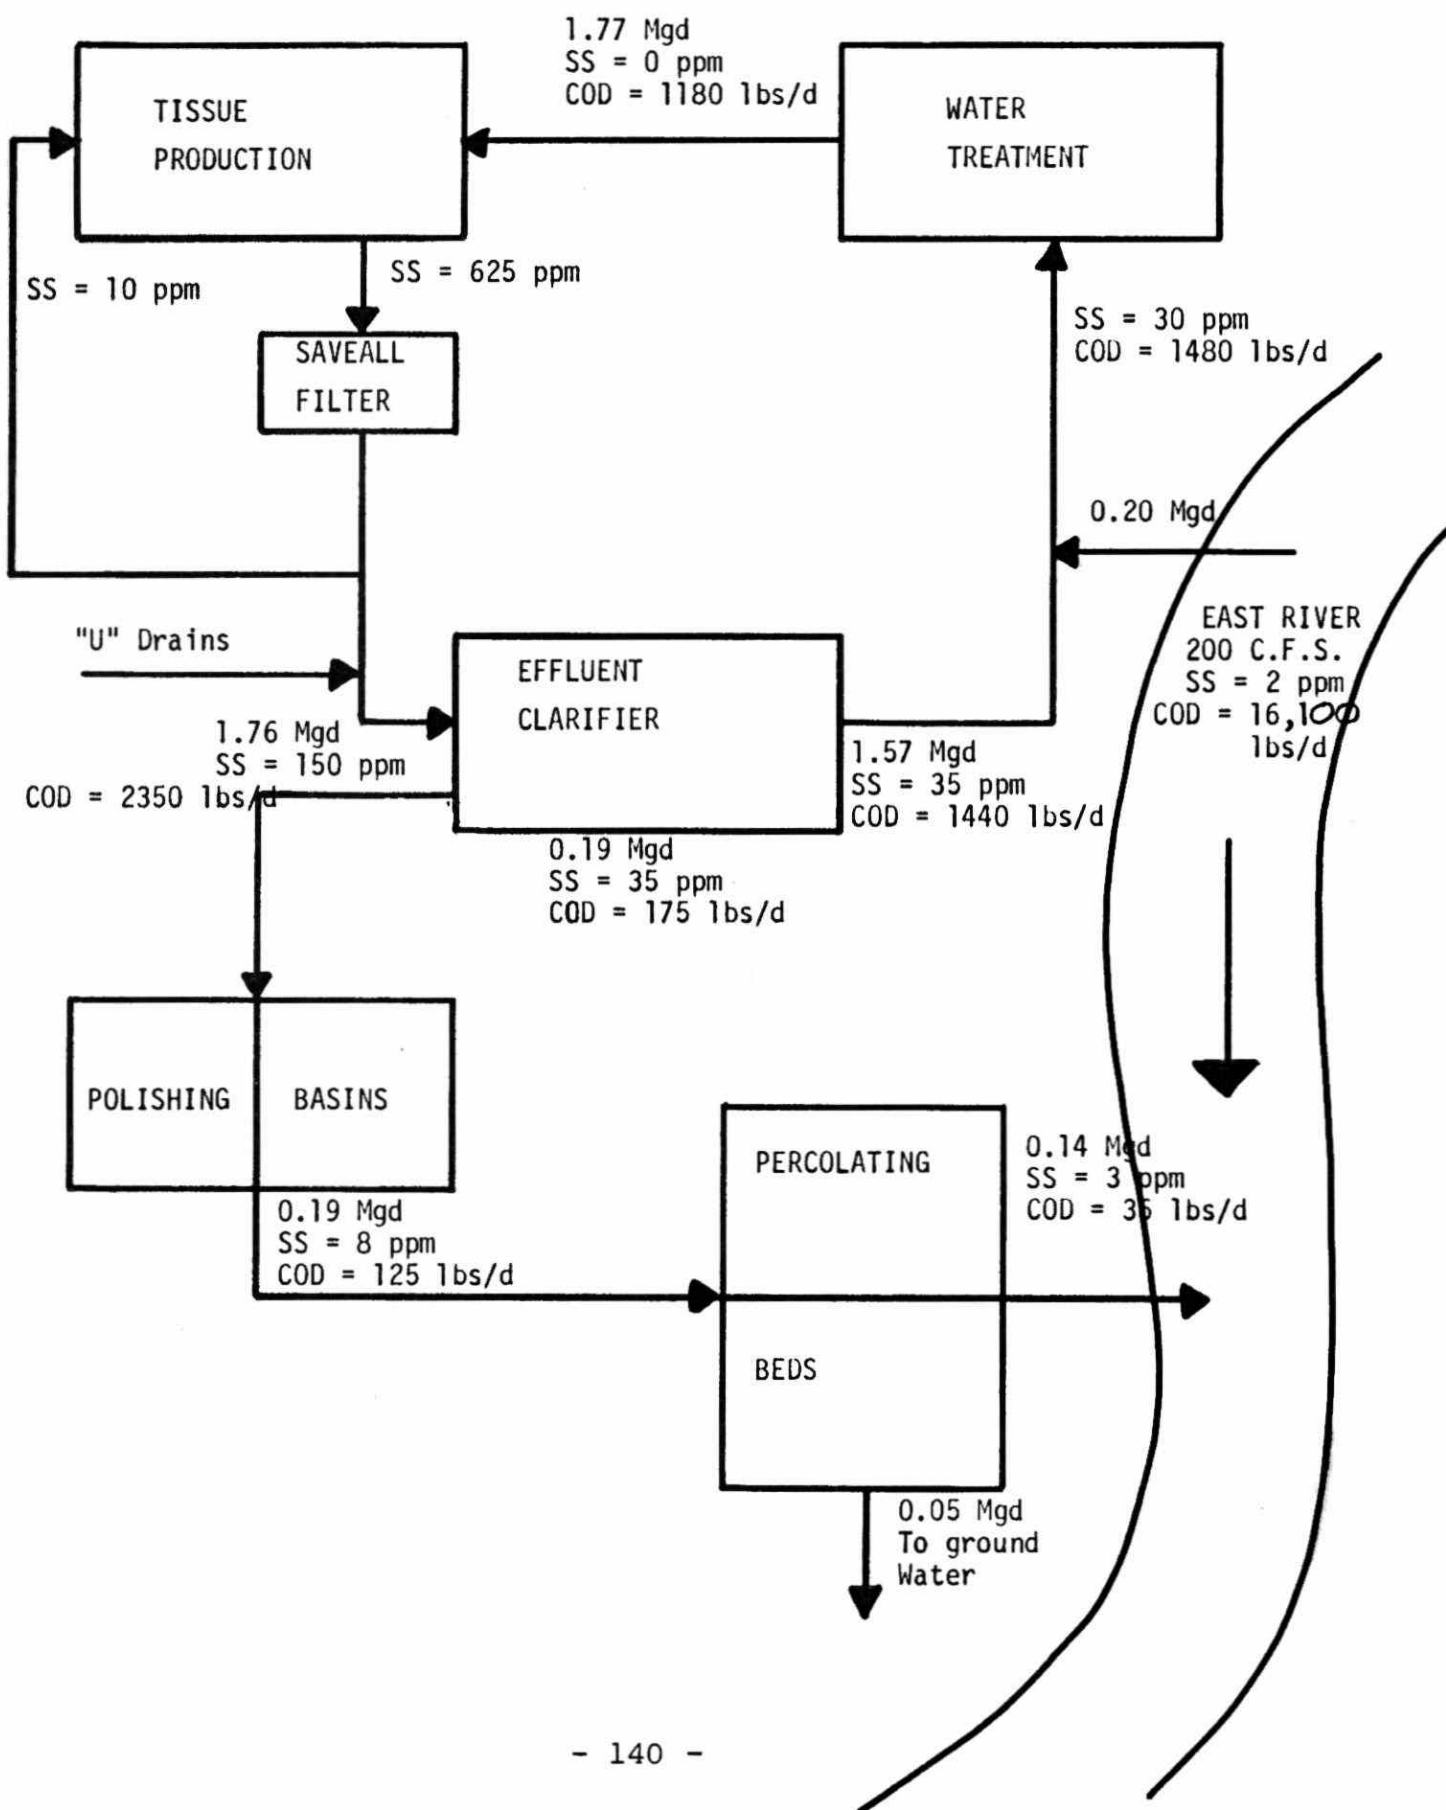 1.77 Mgd
SS = 0 ppm
COD = 1180 lbs/d
TISSUE
PRODUCTION
WATER
TREATMENT
SS = 10 ppm
SS = 625 ppm
SAVEALL
FILTER
SS = 30 ppm
COD = 1480 lbs/d
0.20 Mgd
EAST RIVER
200 C.F.S.
SS = 2 ppm
COD = 16,100
lbs/d
"U" Drains
EFFLUENT
CLARIFIER
1.76 Mgd
SS = 150 ppm
COD = 2350 lbs/d
1.57 Mgd
SS = 35 ppm
COD = 1440 lbs/d
0.19 Mgd
SS = 35 ppm
COD = 175 lbs/d
POLISHING BASINS
0.19 Mgd
SS = 8 ppm
COD = 125 lbs/d
PERCOLATING
BEDS
0.14 Mgd
SS = 3 ppm
COD = lbs/d
0.05 Mgd
To ground
Water
- 140 -